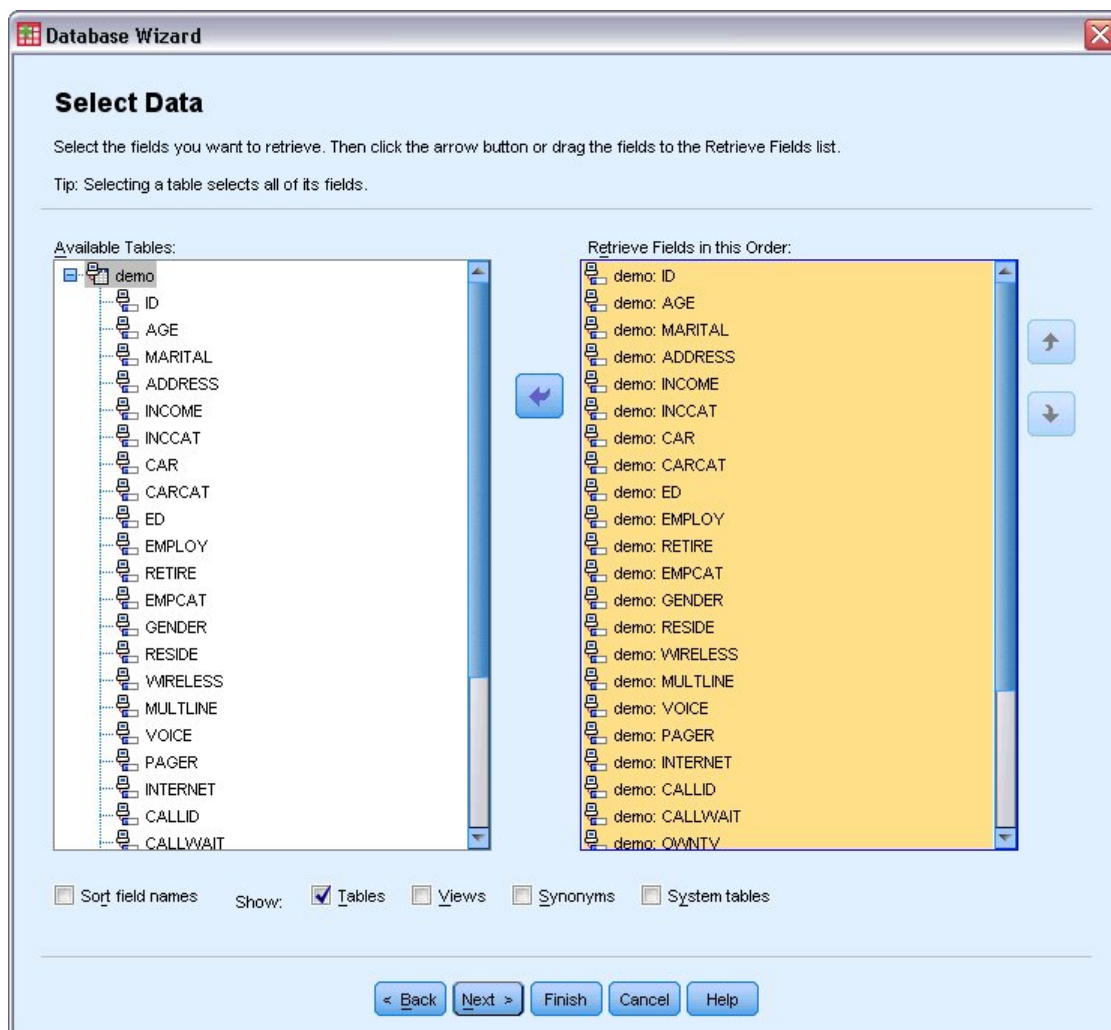 Database Wizard
Select Data
Select the fields you want to retrieve. Then click the arrow button or drag the fields to the Retrieve Fields list.
Tip: Selecting a table selects all of its fields.
Available Tables:
demo
ID
AGE
MARITAL
ADDRESS
INCOME
INCCAT
CAR
CARCAT
ED
EMPLOY
RETIRE
EMPCAT
GENDER
RESIDE
WIRELESS
MULTLINE
VOICE
PAGER
INTERNET
CALLID
CALLWAIT
Retrieve Fields in this Order:
demo: ID
demo: AGE
demo: MARITAL
demo: ADDRESS
demo: INCOME
demo: INCCAT
demo: CAR
demo: CARCAT
demo: ED
demo: EMPLOY
demo: RETIRE
demo: EMPCAT
demo: GENDER
demo: RESIDE
demo: WIRELESS
demo: MULTLINE
demo: VOICE
demo: PAGER
demo: INTERNET
demo: CALLID
demo: CALLWAIT
demo: OWNTV
Sort field names Show: Tables Views Synonyms System tables
< Back Next > Finish Cancel Help